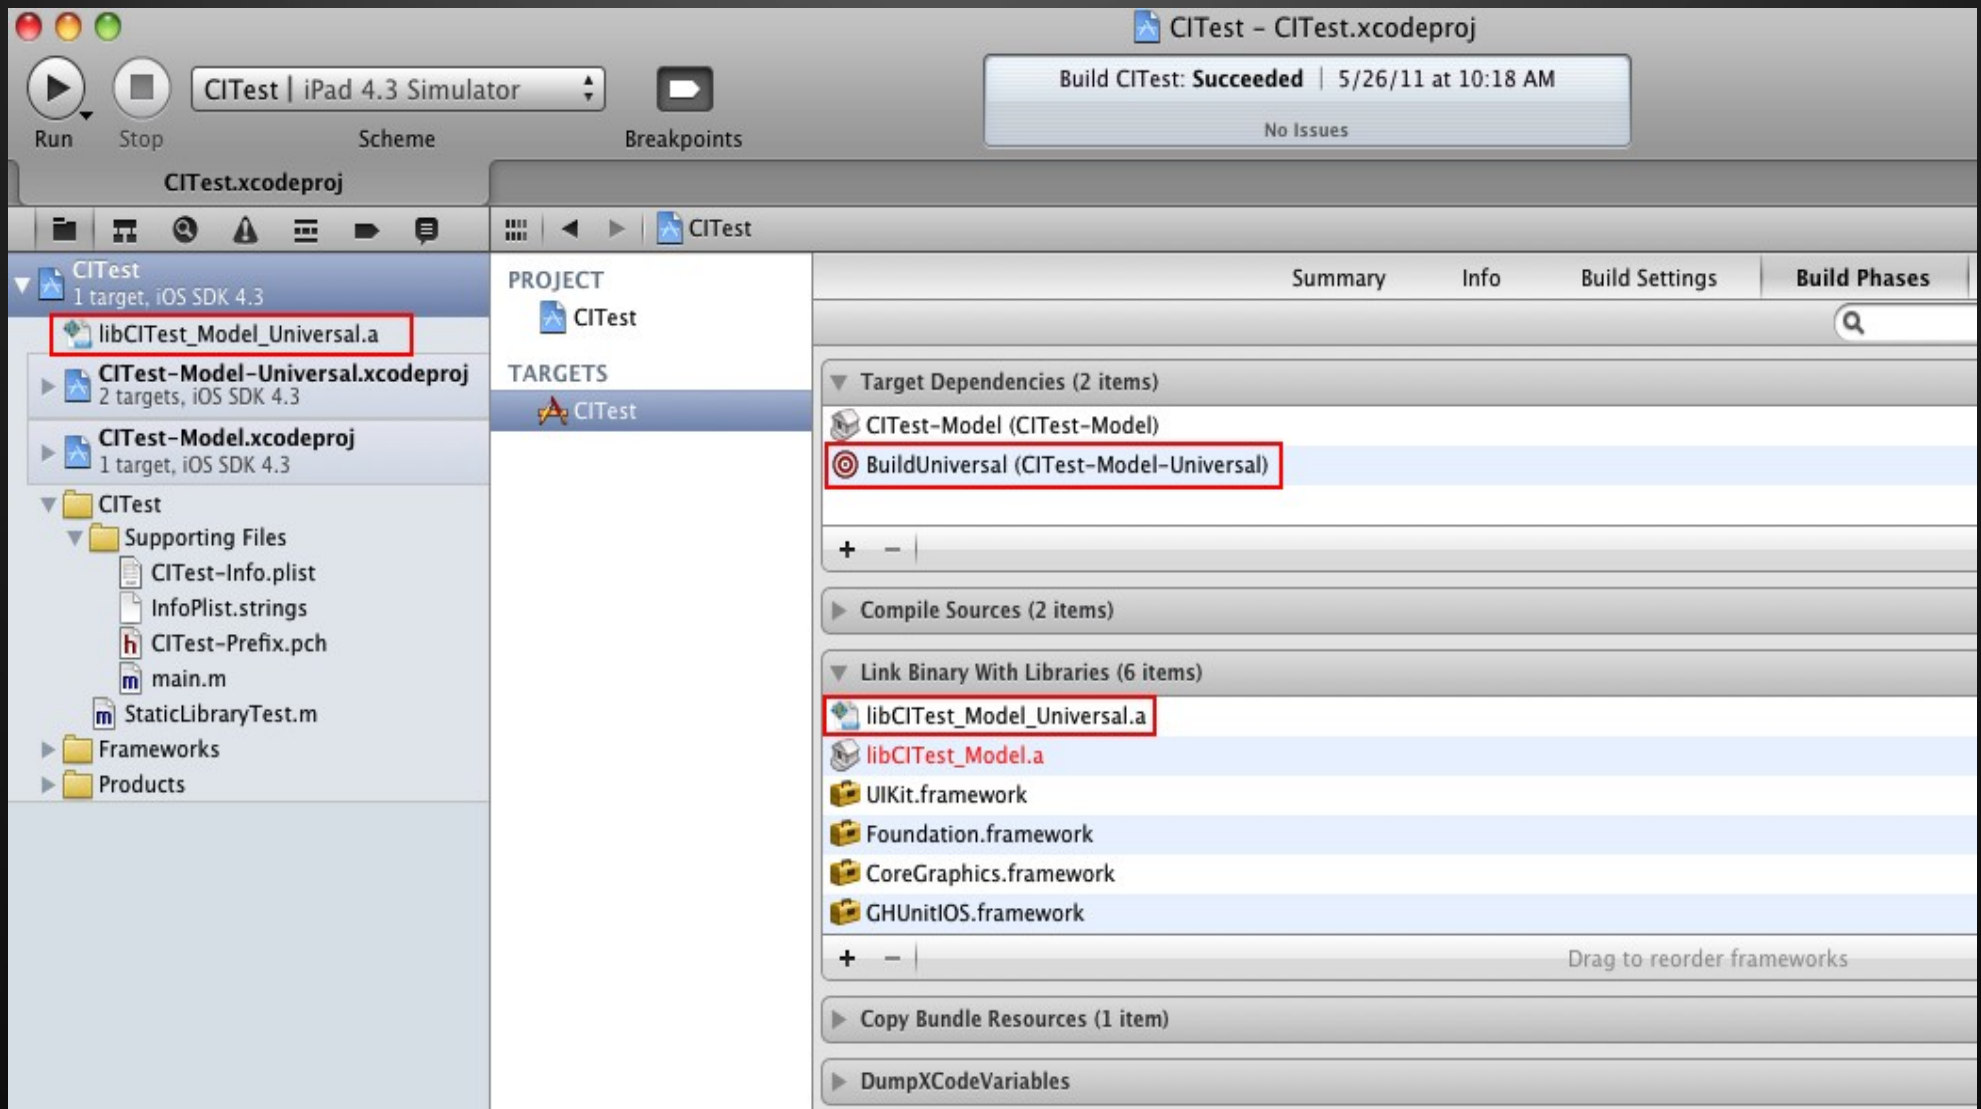 CITest – CITest.xcodeproj
CITest | iPad 4.3 Simulator
Build CITest: Succeeded | 5/26/11 at 10:18 AM
No Issues
Run
Stop
Scheme
Breakpoints
CITest.xcodeproj
CITest
CITest
1 target, iOS SDK 4.3
libCITest_Model_Universal.a
CITest-Model-Universal.xcodeproj
2 targets, iOS SDK 4.3
CITest-Model.xcodeproj
1 target, iOS SDK 4.3
CITest
Supporting Files
CITest-Info.plist
InfoPlist.strings
h CITest-Prefix.pch
m main.m
m StaticLibraryTest.m
Frameworks
Products
PROJECT
CITest
TARGETS
CITest
Summary
Info
Build Settings
Build Phases
Target Dependencies (2 items)
CITest-Model (CITest-Model)
BuildUniversal (CITest-Model-Universal)
+ –
Compile Sources (2 items)
Link Binary With Libraries (6 items)
libCITest_Model_Universal.a
libCITest_Model.a
UIKit.framework
Foundation.framework
CoreGraphics.framework
GHUnitIOS.framework
+ –
Drag to reorder frameworks
Copy Bundle Resources (1 item)
DumpXCodeVariables